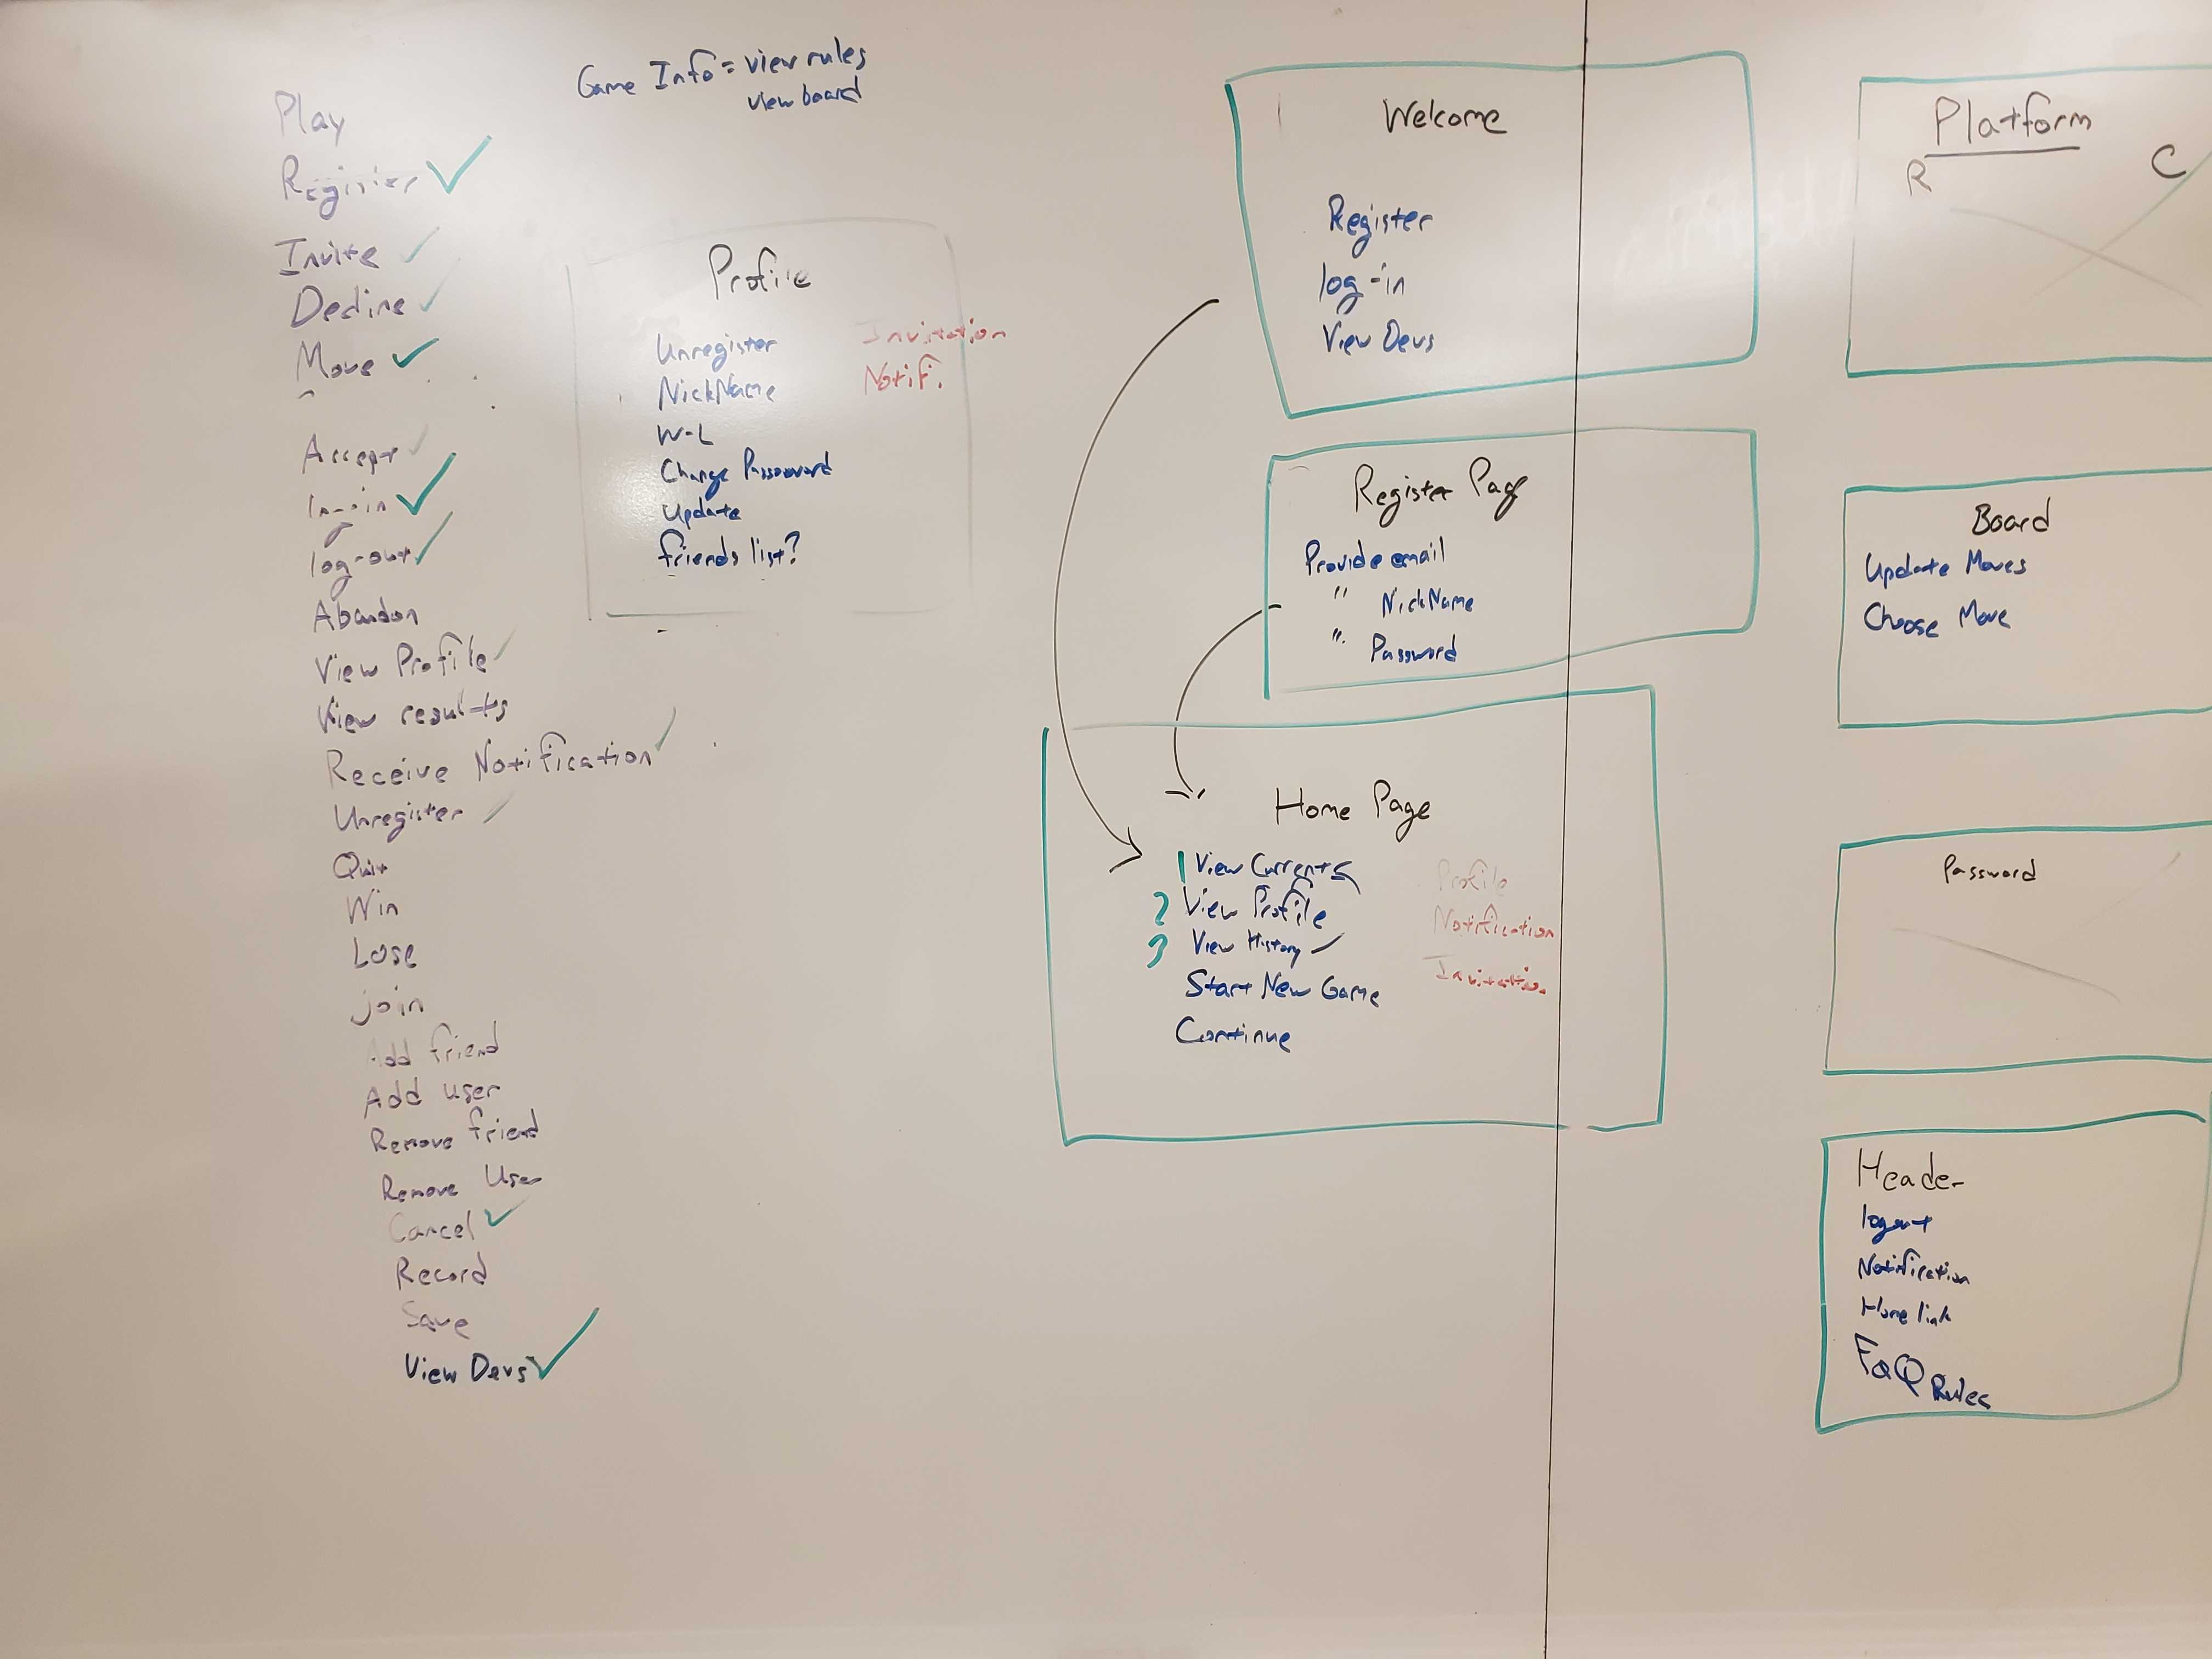 Game Info = view rules
view board
Play
Register ✓
Invite ✓
Decline ✓
Move ✓
Accept ✓
log-in ✓
log-out ✓
Abandon
View Profile ✓
View results
Receive Notification ✓
Unregister ✓
Quit
Win
Lose
join
Add friend
Add user
Remove friend
Remove User
Cancel ✓
Record
Save
View Devs ✓
Profile
Unregister
NickName
W-L
Change Password
Update
friends list?
Invitation
Notif.
Welcome
Register
log-in
View Devs
Register Page
Provide email
" NickName
" Password
Home Page
1 View Current
2 View Profile
3 View History
Start New Game
Continue
Profile
Notification
Invitation
Platform
R C
Board
Update Moves
Choose Move
Password
Header
logout
Notification
Home link
FaQ Rules